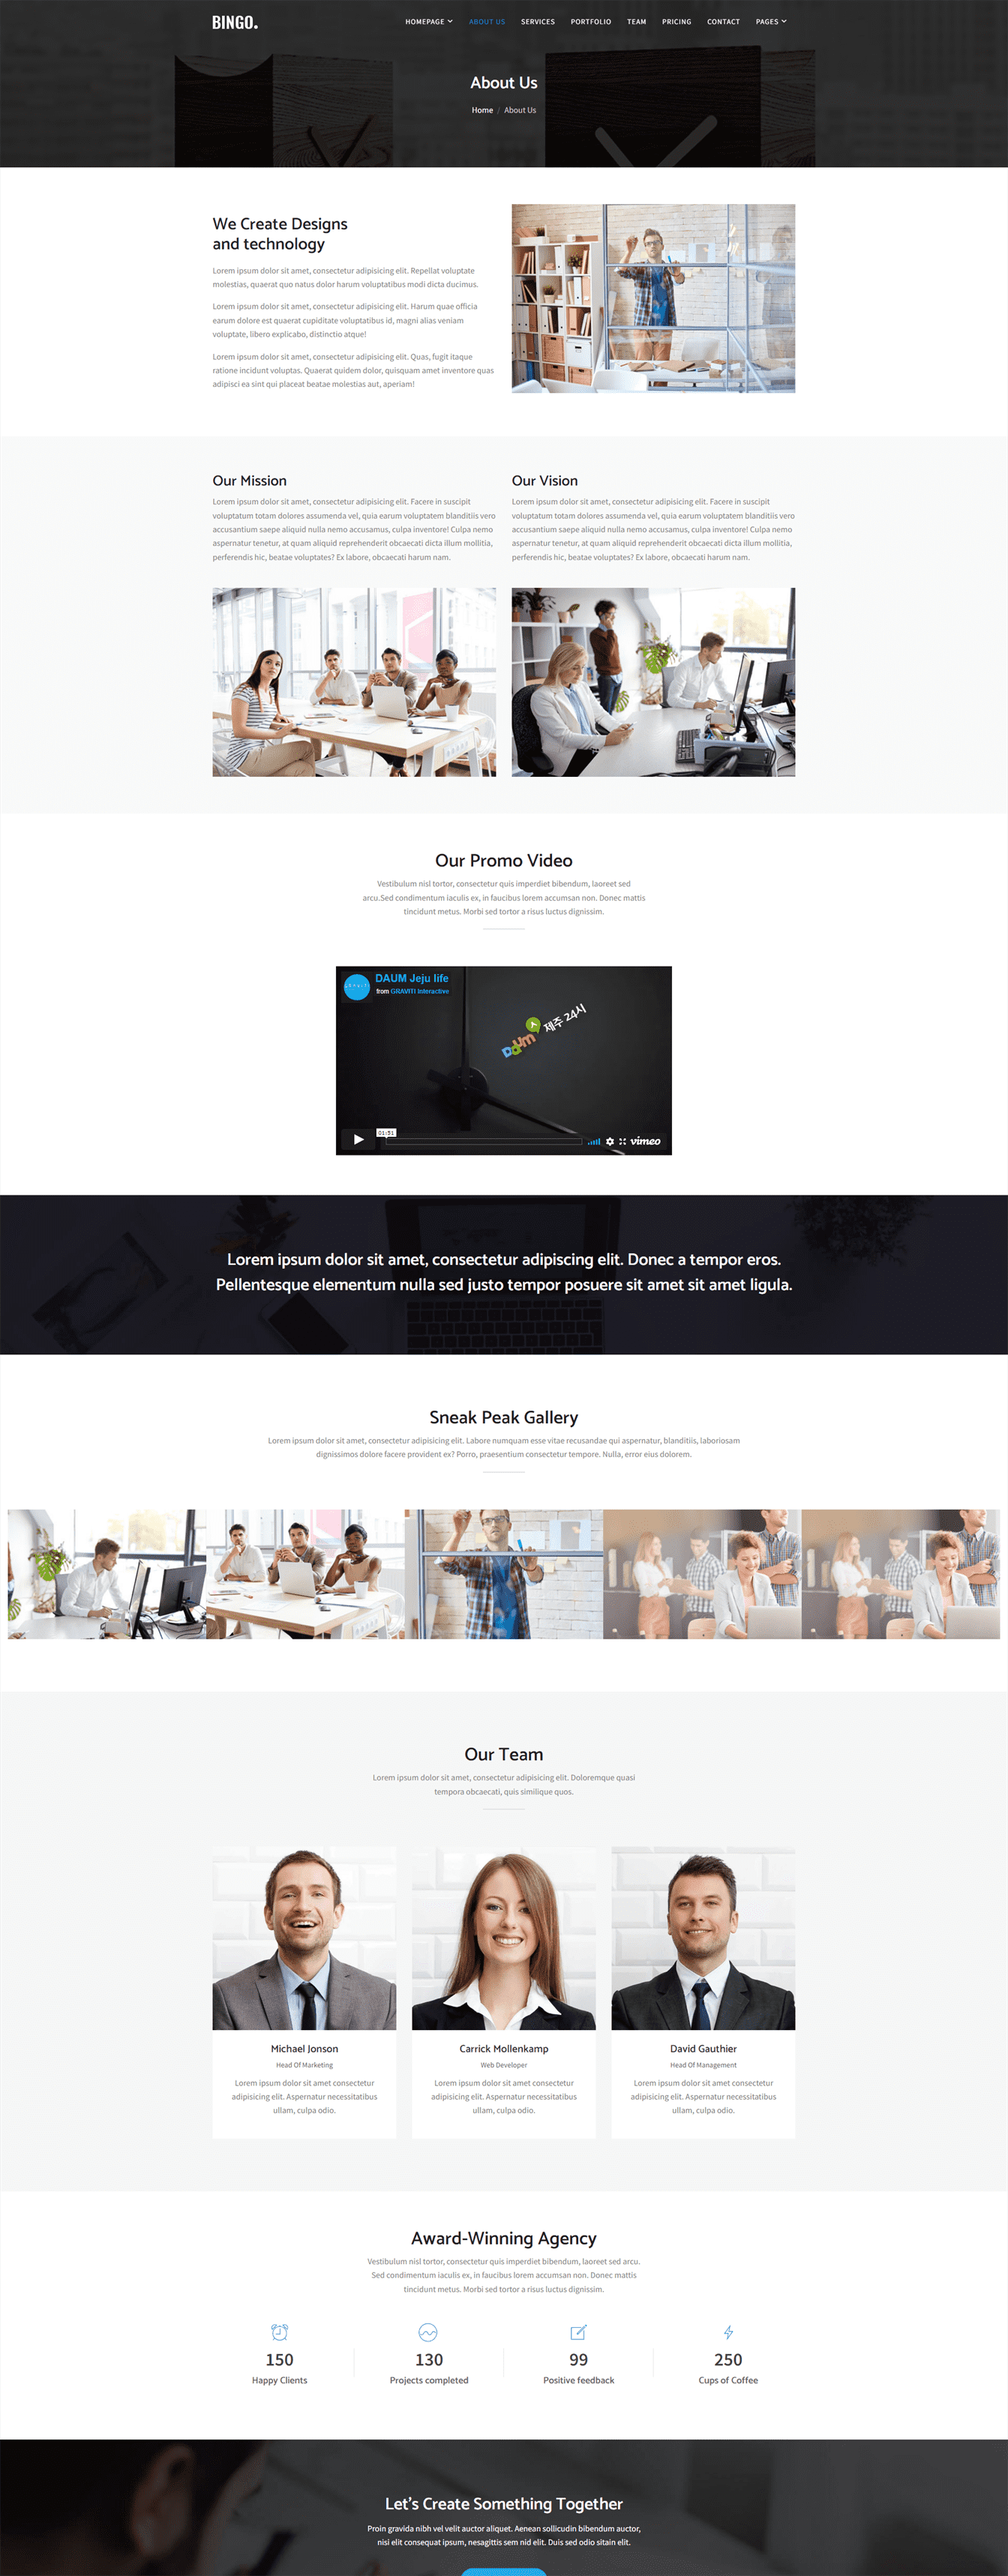 BINGO.
HOMEPAGE
ABOUT US
SERVICES
PORTFOLIO
TEAM
PRICING
CONTACT
PAGES
About Us
Home / About Us
We Create Designs
and technology
Lorem ipsum dolor sit amet, consectetur adipisicing elit. Repellat voluptate
molestias, quaerat quo natus dolor harum voluptatibus modi dicta ducimus.
Lorem ipsum dolor sit amet, consectetur adipisicing elit. Harum quae officia
earum dolore est quaerat cupiditate voluptatibus id, magni alias veniam
voluptate, libero explicabo, distinctio atque!
Lorem ipsum dolor sit amet, consectetur adipisicing elit. Quas, fugit itaque
ratione incidunt voluptas. Quaerat quidem dolor, quisquam amet inventore quas
adipisci ea sint qui placeat beatae molestias aut, aperiam!
Our Mission
Lorem ipsum dolor sit amet, consectetur adipisicing elit. Facere in suscipit
voluptatum totam dolores assumenda vel, quia earum voluptatem blanditiis vero
accusantium saepe aliquid nulla nemo accusamus, culpa inventore! Culpa nemo
aspernatur tenetur, at quam aliquid reprehenderit obcaecati dicta illum mollitia,
perferendis hic, beatae voluptates? Ex labore, obcaecati harum nam.
Our Vision
Lorem ipsum dolor sit amet, consectetur adipisicing elit. Facere in suscipit
voluptatum totam dolores assumenda vel, quia earum voluptatem blanditiis vero
accusantium saepe aliquid nulla nemo accusamus, culpa inventore! Culpa nemo
aspernatur tenetur, at quam aliquid reprehenderit obcaecati dicta illum mollitia,
perferendis hic, beatae voluptates? Ex labore, obcaecati harum nam.
Our Promo Video
Vestibulum nisl tortor, consectetur quis imperdiet bibendum, laoreet sed
arcu.Sed condimentum iaculis ex, in faucibus lorem accumsan non. Donec mattis
tincidunt metus. Morbi sed tortor a risus luctus dignissim.
DAUM Jeju life
from GRAVITI Interactive
Daum 제주 24시
01:51
vimeo
Lorem ipsum dolor sit amet, consectetur adipiscing elit. Donec a tempor eros.
Pellentesque elementum nulla sed justo tempor posuere sit amet sit amet ligula.
Sneak Peak Gallery
Lorem ipsum dolor sit amet, consectetur adipisicing elit. Labore numquam esse vitae recusandae qui aspernatur, blanditiis, laboriosam
dignissimos dolore facere provident ex? Porro, praesentium consectetur tempore. Nulla, error eius dolorem.
Our Team
Lorem ipsum dolor sit amet, consectetur adipisicing elit. Doloremque quasi
tempora obcaecati, quis similique quos.
Michael Jonson
Head Of Marketing
Lorem ipsum dolor sit amet consectetur
adipisicing elit. Aspernatur necessitatibus
ullam, culpa odio.
Carrick Mollenkamp
Web Developer
Lorem ipsum dolor sit amet consectetur
adipisicing elit. Aspernatur necessitatibus
ullam, culpa odio.
David Gauthier
Head Of Management
Lorem ipsum dolor sit amet consectetur
adipisicing elit. Aspernatur necessitatibus
ullam, culpa odio.
Award-Winning Agency
Vestibulum nisl tortor, consectetur quis imperdiet bibendum, laoreet sed arcu.
Sed condimentum iaculis ex, in faucibus lorem accumsan non. Donec mattis
tincidunt metus. Morbi sed tortor a risus luctus dignissim.
150
Happy Clients
130
Projects completed
99
Positive feedback
250
Cups of Coffee
Let's Create Something Together
Proin gravida nibh vel velit auctor aliquet. Aenean sollicudin bibendum auctor,
nisi elit consequat ipsum, nesagittis sem nid elit. Duis sed odio sitain elit.